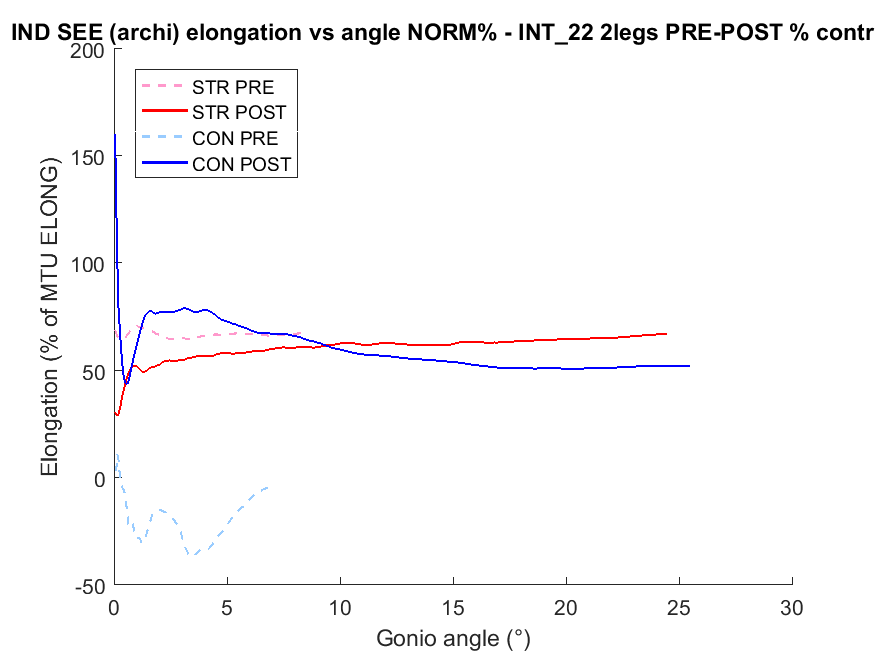 IND SEE (archi) elongation vs angle NORM% - INT_22 2legs PRE-POST % contr
200
150
100
50
0
-50
Elongation (% of MTU ELONG)
STR PRE
STR POST
CON PRE
CON POST
0 5 10 15 20 25 30
Gonio angle (°)